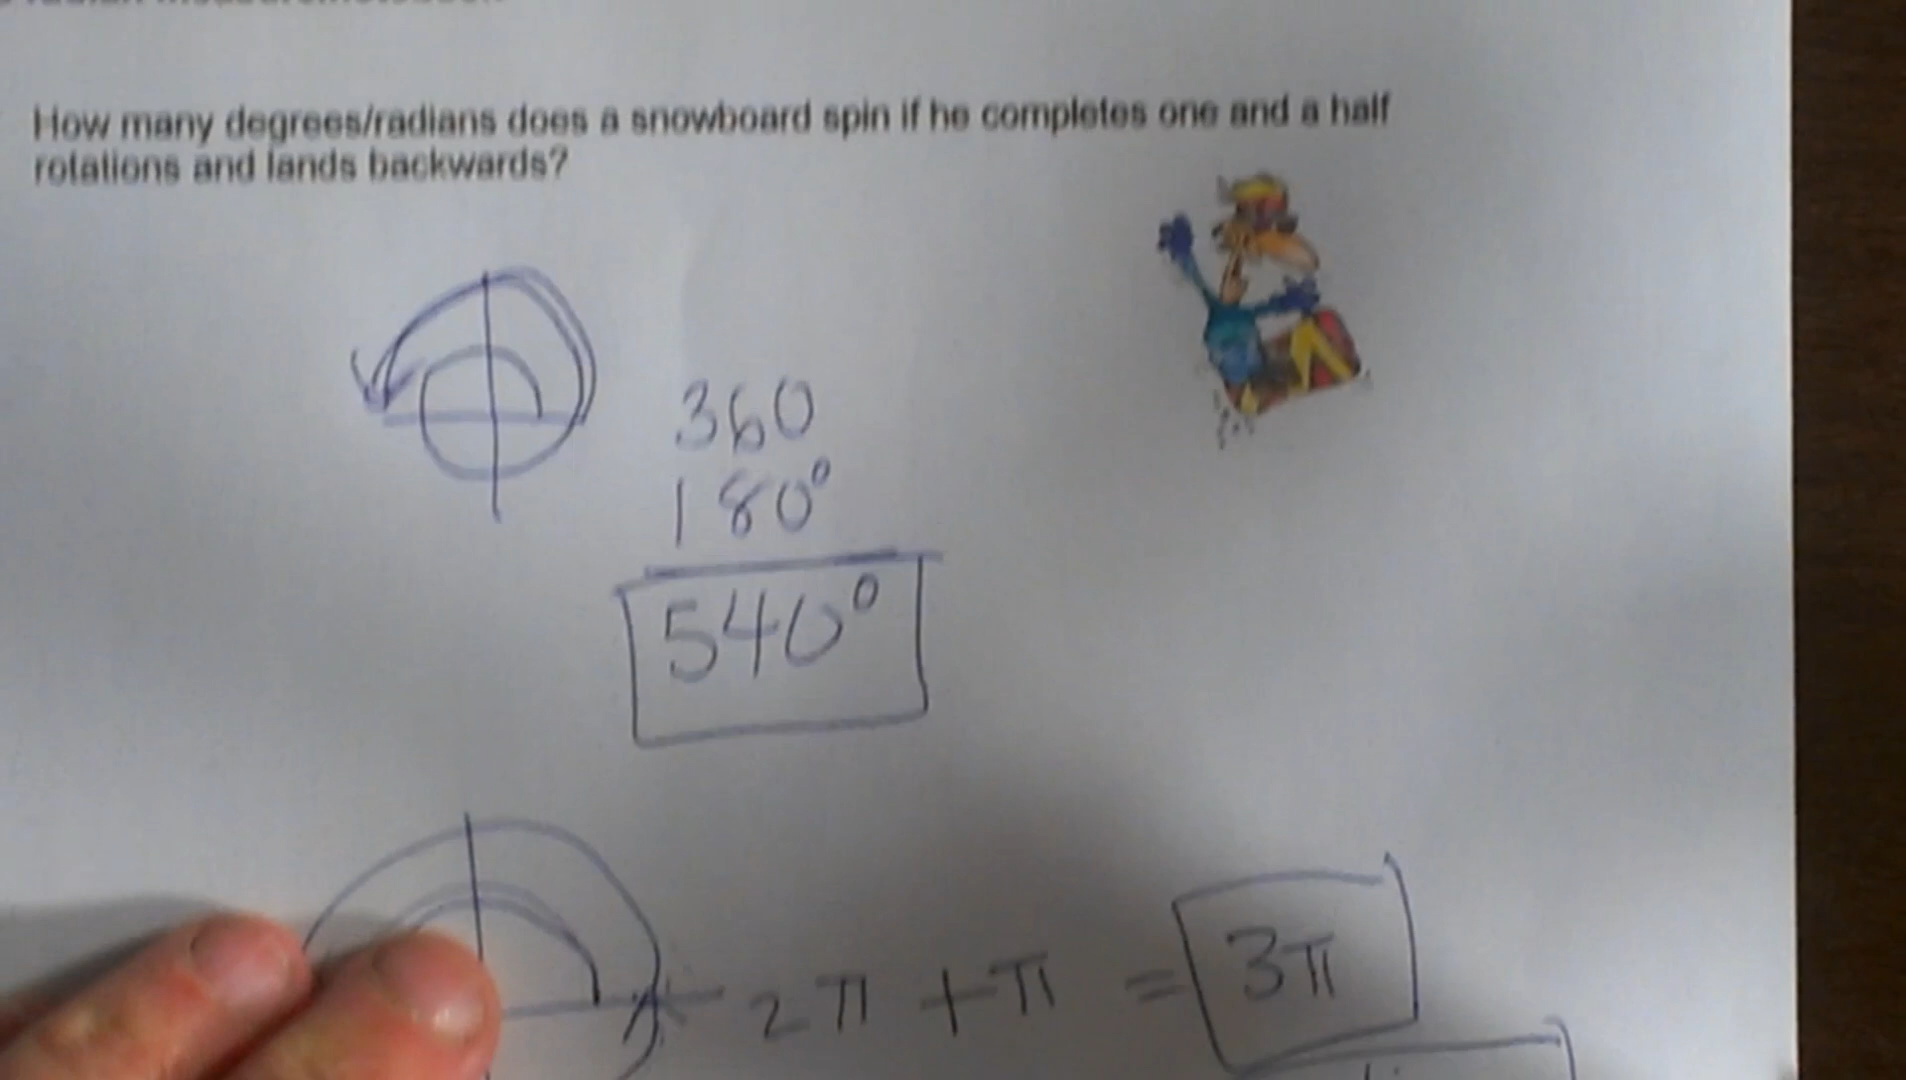 How many degrees/radians does a snowboard spin if he completes one and a half
rotations and lands backwards?
360
180°
540°
2π + π = 3π